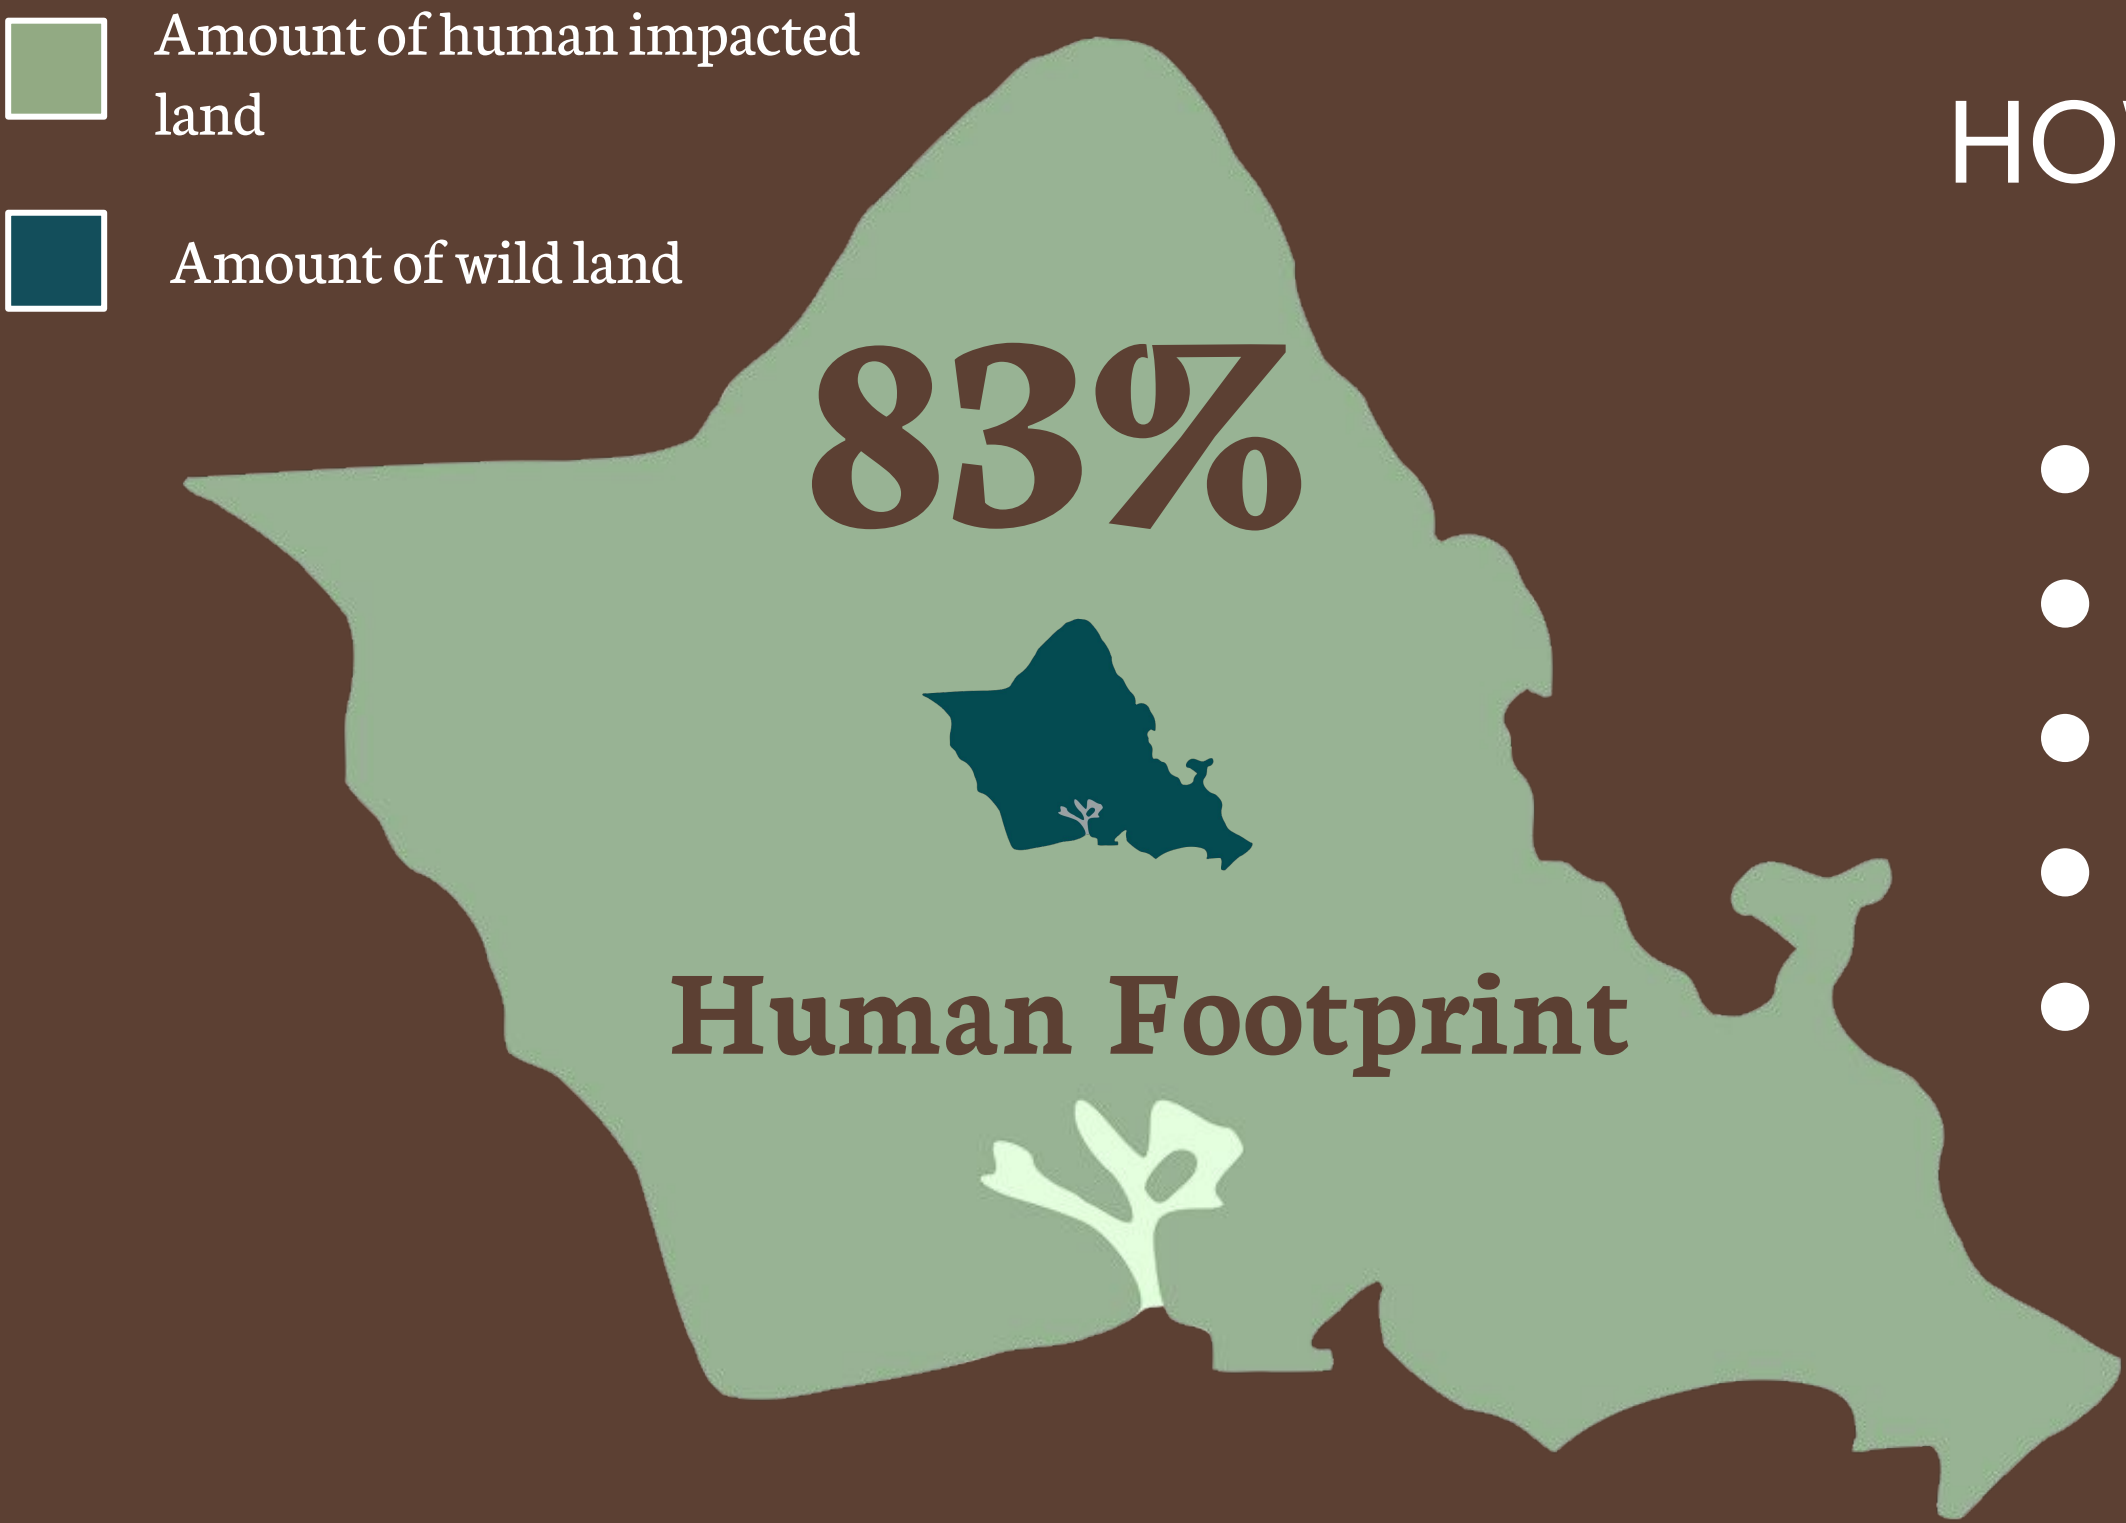 Amount of human impacted
land
Amount of wild land
83%
Human Footprint